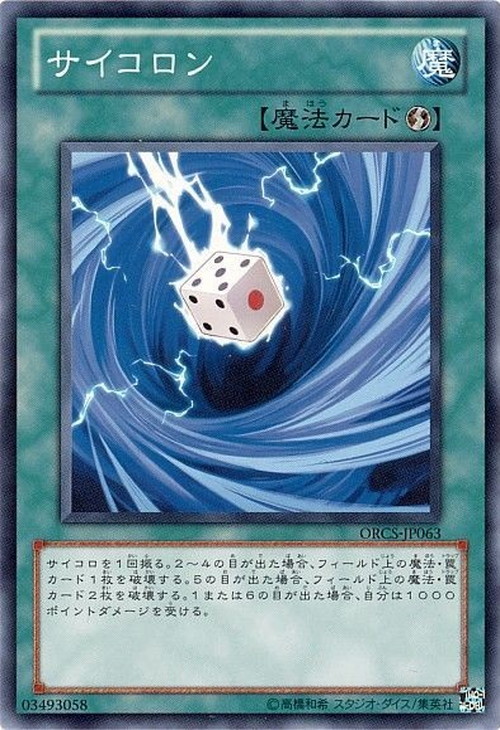 サイコロン
魔
【魔法カード】
ORCS-JP063
サイコロを1回振る。2~4の目が出た場合、フィールド上の魔法・罠
カード1枚を破壊する。5の目が出た場合、フィールド上の魔法・罠
カード2枚を破壊する。1または6の目が出た場合、自分は1000
ポイントダメージを受ける。
03493058
©高橋和希 スタジオ・ダイス/集英社